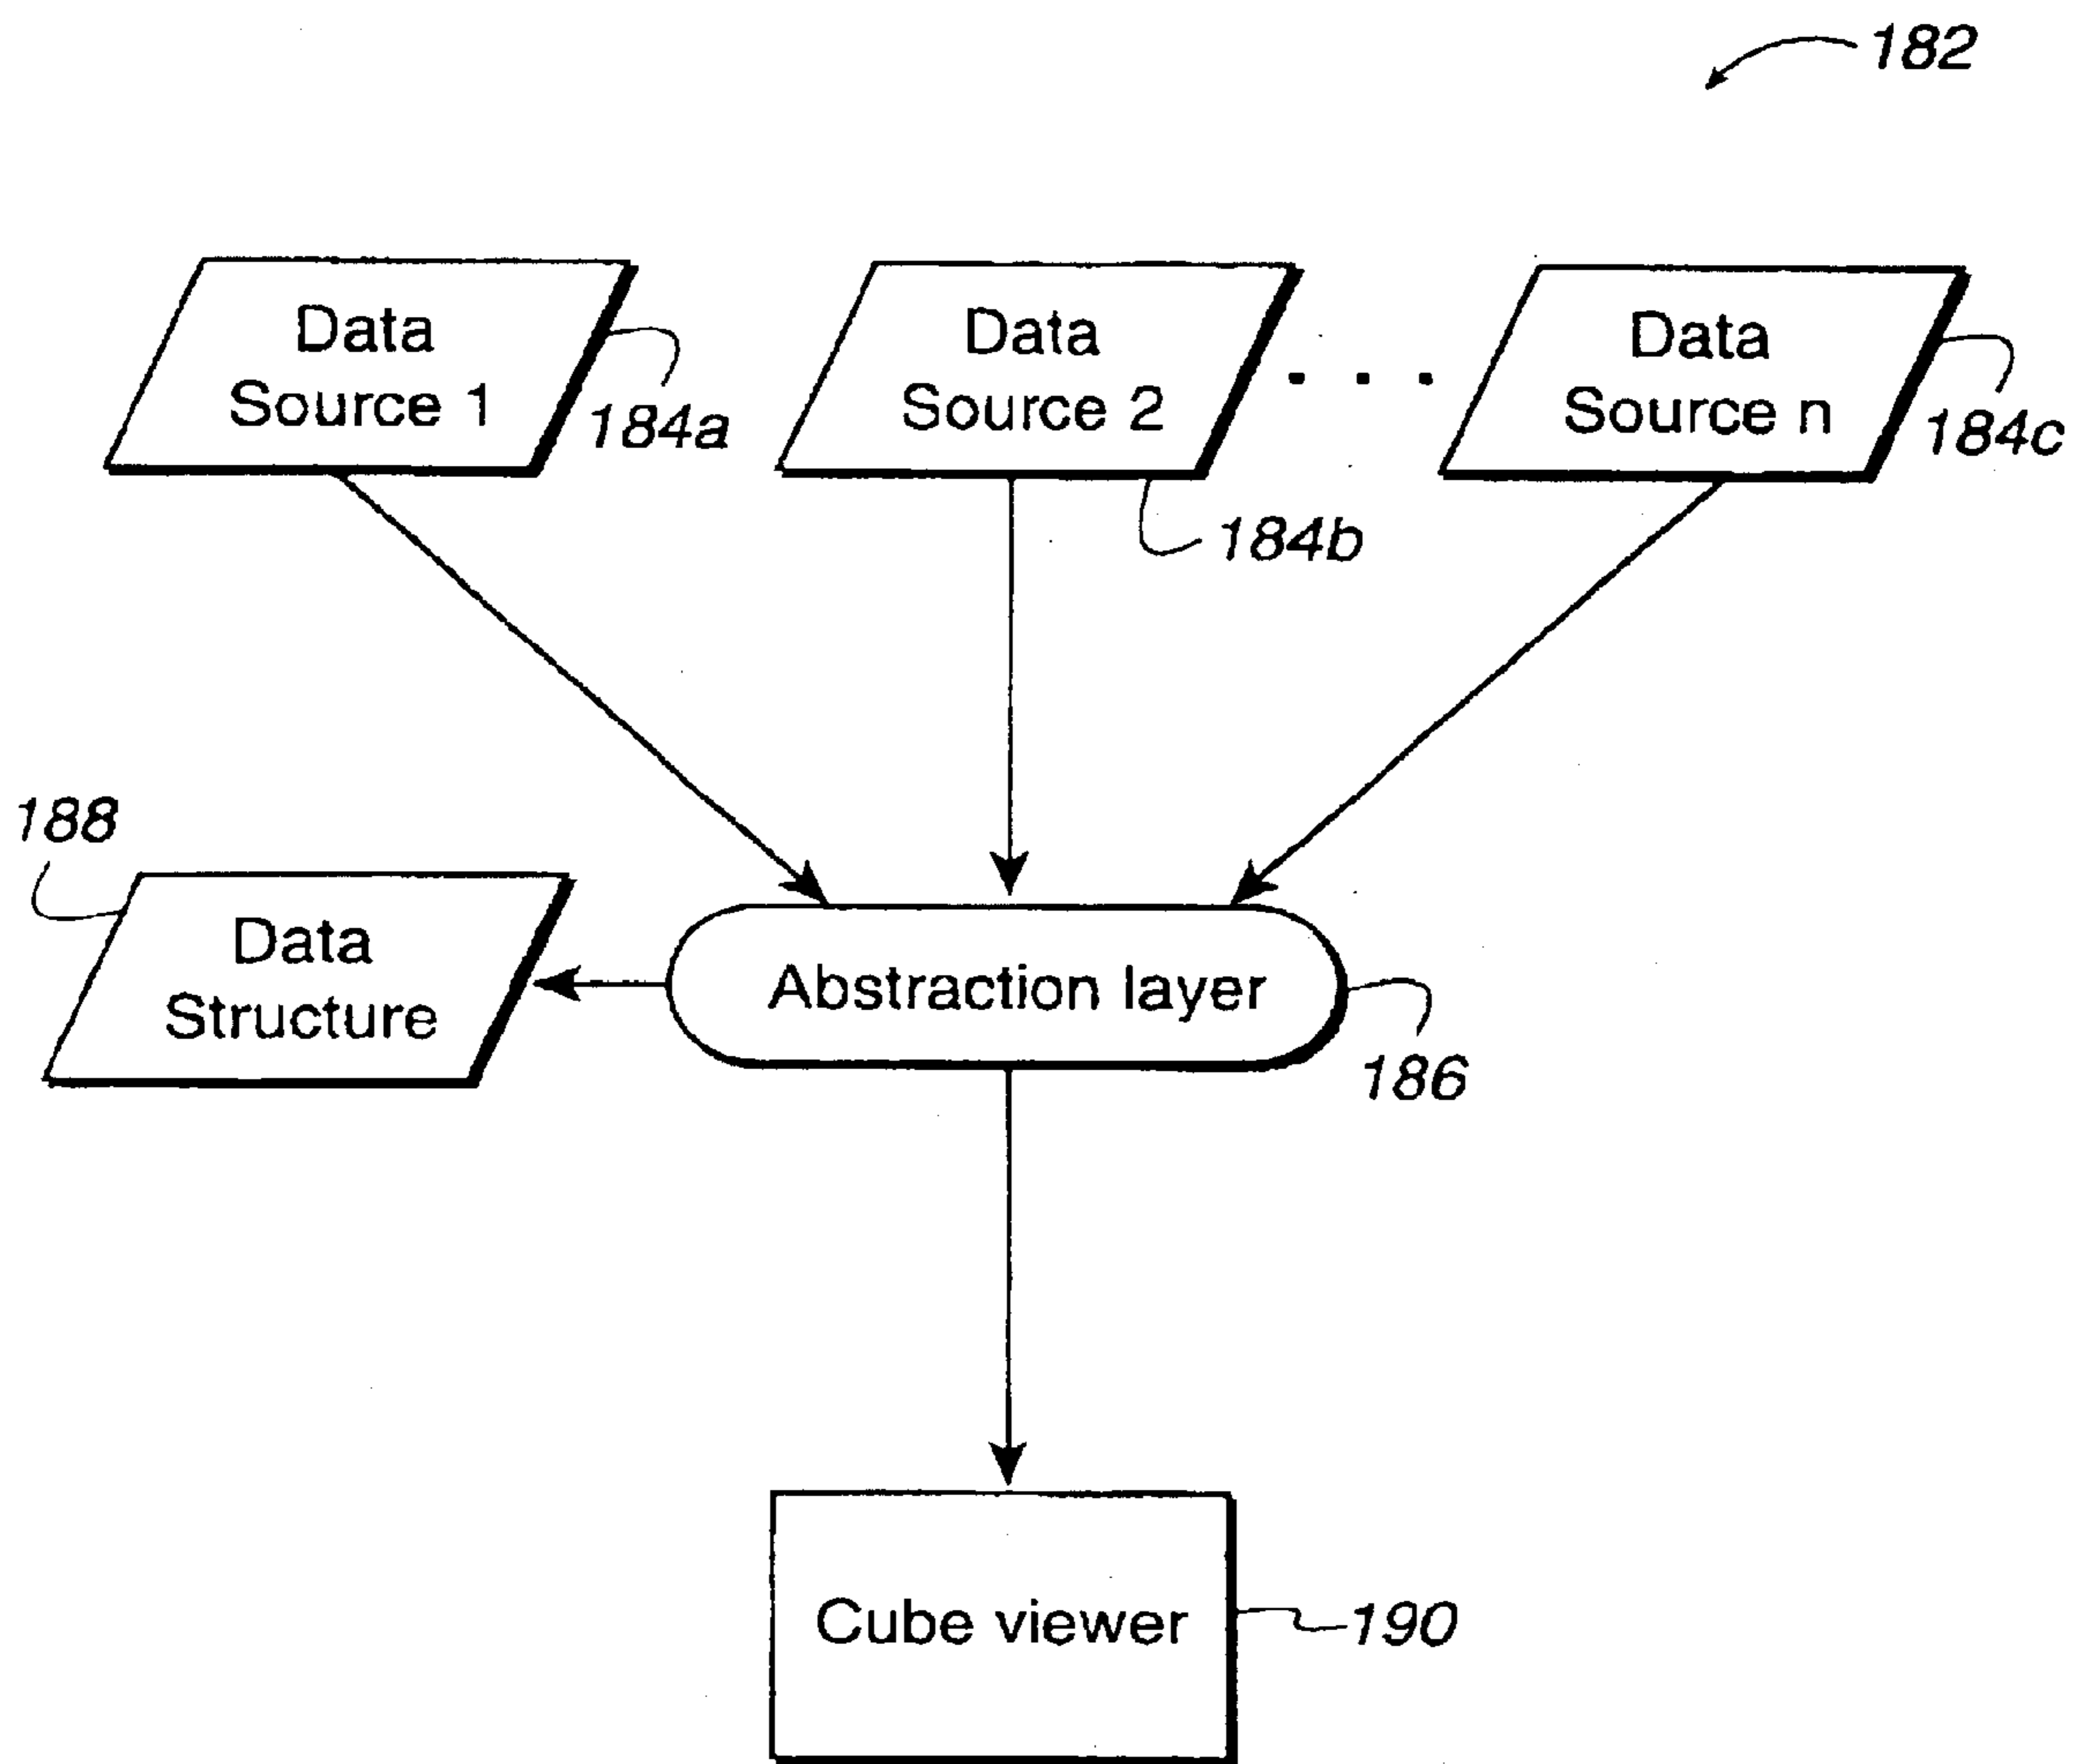 182
Data
Source 1
184a
Data
Source 2
184b
. . .
Data
Source n
184c
188
Data
Structure
Abstraction layer
186
Cube viewer
190